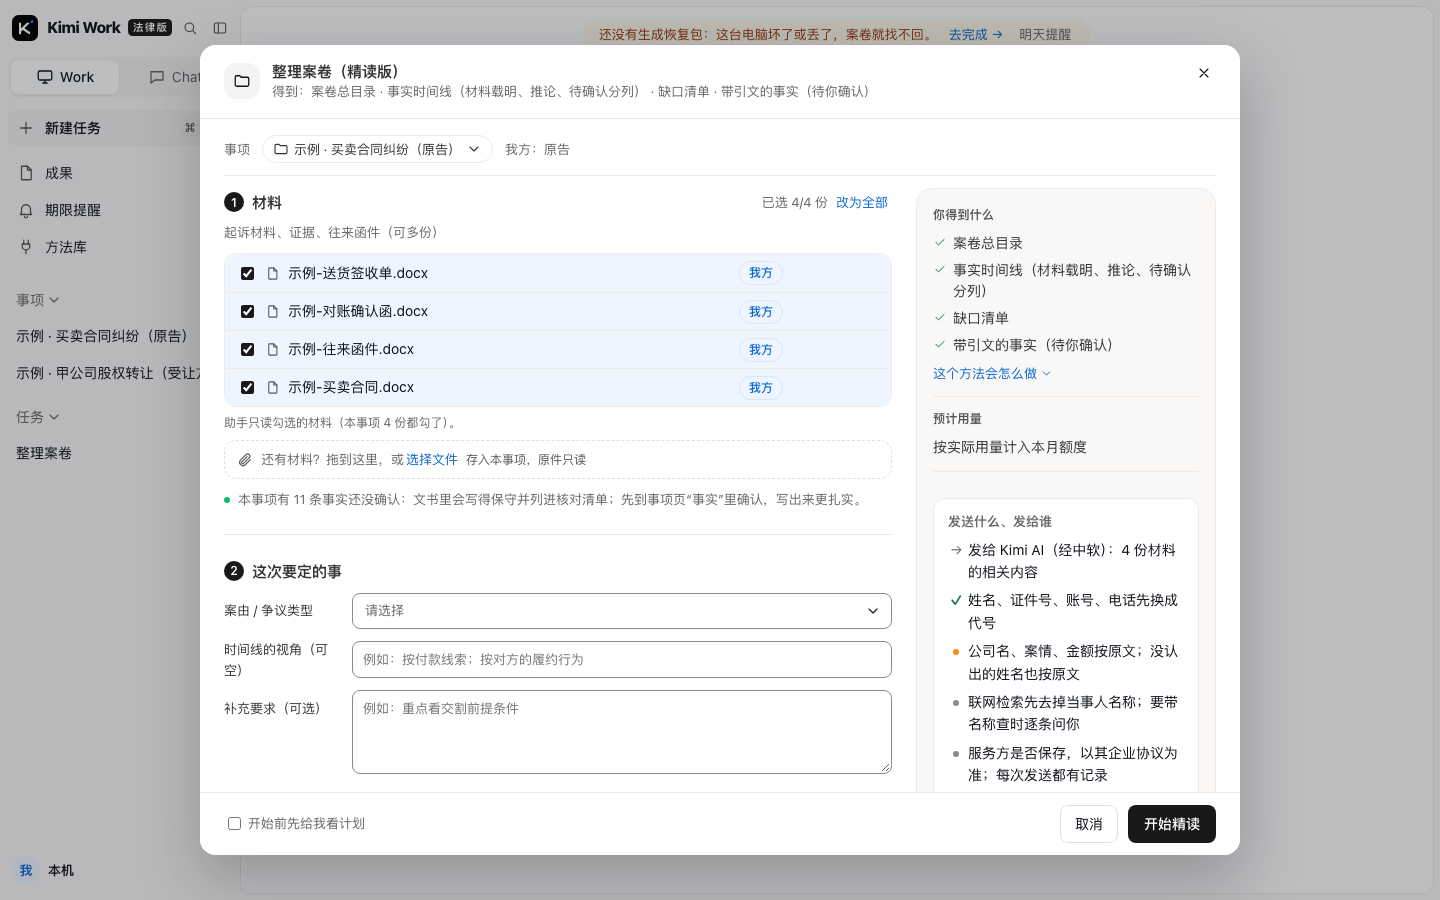 Kimi Work 法律版
还没有生成恢复包：这台电脑坏了或丢了，案卷就找不回。 去完成 → 明天提醒
Work
Chat
新建任务 ⌘
成果
期限提醒
方法库
事项
示例 · 买卖合同纠纷（原告）
示例 · 甲公司股权转让（受让
任务
整理案卷
我 本机
整理案卷（精读版）
得到：案卷总目录 · 事实时间线（材料载明、推论、待确认分列） · 缺口清单 · 带引文的事实（待你确认）
事项 示例 · 买卖合同纠纷（原告） 我方：原告
1 材料 已选 4/4 份 改为全部
起诉材料、证据、往来函件（可多份）
示例-送货签收单.docx 我方
示例-对账确认函.docx 我方
示例-往来函件.docx 我方
示例-买卖合同.docx 我方
助手只读勾选的材料（本事项 4 份都勾了）。
还有材料？拖到这里，或 选择文件 存入本事项，原件只读
本事项有 11 条事实还没确认：文书里会写得保守并列进核对清单；先到事项页“事实”里确认，写出来更扎实。
2 这次要定的事
案由 / 争议类型 请选择
时间线的视角（可
空）
例如：按付款线索；按对方的履约行为
补充要求（可选） 例如：重点看交割前提条件
你得到什么
案卷总目录
事实时间线（材料载明、推论、待确认
分列）
缺口清单
带引文的事实（待你确认）
这个方法会怎么做
预计用量
按实际用量计入本月额度
发送什么、发给谁
→ 发给 Kimi AI（经中软）：4 份材料
的相关内容
姓名、证件号、账号、电话先换成
代号
公司名、案情、金额按原文；没认
出的姓名也按原文
联网检索先去掉当事人名称；要带
名称查时逐条问你
服务方是否保存，以其企业协议为
准；每次发送都有记录
开始前先给我看计划
取消
开始精读